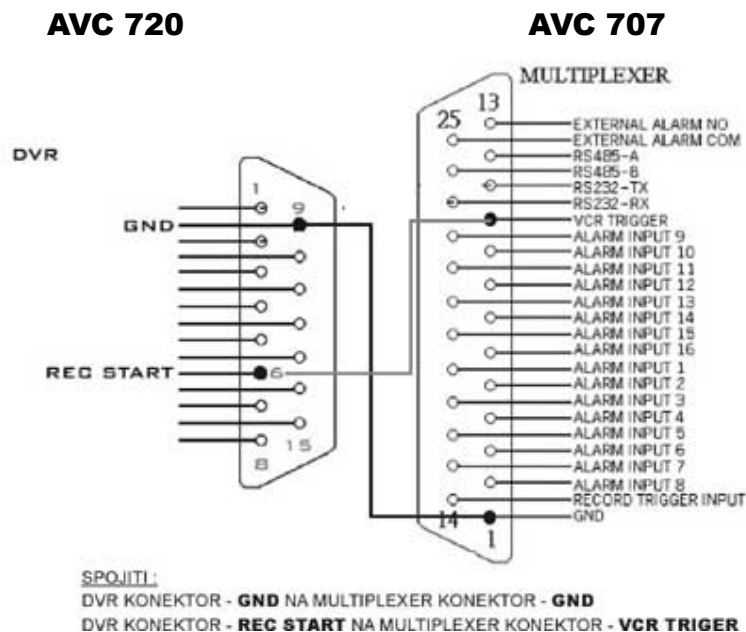 AVC 720
AVC 707
MULTIPLEXER
13
25
EXTERNAL ALARM NO
EXTERNAL ALARM COM
RS485-A
RS485-B
RS232-TX
RS232-RX
VCR TRIGGER
ALARM INPUT 9
ALARM INPUT 10
ALARM INPUT 11
ALARM INPUT 12
ALARM INPUT 13
ALARM INPUT 14
ALARM INPUT 15
ALARM INPUT 16
ALARM INPUT 1
ALARM INPUT 2
ALARM INPUT 3
ALARM INPUT 4
ALARM INPUT 5
ALARM INPUT 6
ALARM INPUT 7
ALARM INPUT 8
RECORD TRIGGER INPUT
GND
14
1
DVR
1
9
GND
REC START
6
15
8
SPOJITI :
DVR KONEKTOR - GND NA MULTIPLEXER KONEKTOR - GND
DVR KONEKTOR - REC START NA MULTIPLEXER KONEKTOR - VCR TRIGER